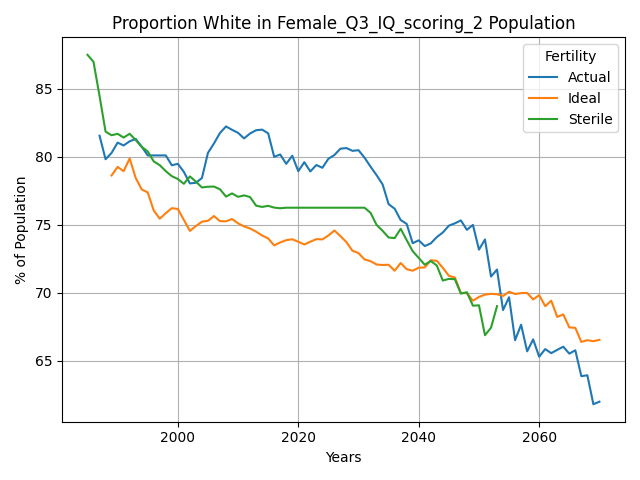 Proportion White in Female_Q3_IQ_scoring_2 Population
% of Population
85
80
75
70
65
Fertility
Actual
Ideal
Sterile
2000
2020
2040
2060
Years